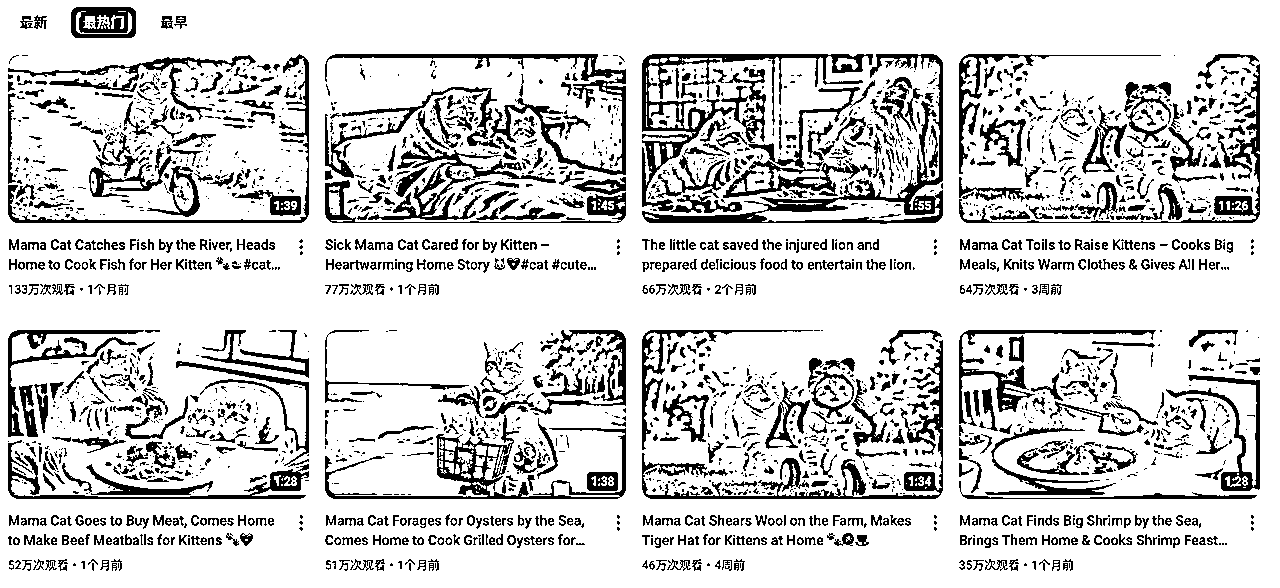 最新 最热门 最早
1:39
1:45
1:55
11:26
Mama Cat Catches Fish by the River, Heads
Home to Cook Fish for Her Kitten 🐾🐟#cat...
133万次观看・1个月前
Sick Mama Cat Cared for by Kitten –
Heartwarming Home Story 🐱❤#cat #cute...
77万次观看・1个月前
The little cat saved the injured lion and
prepared delicious food to entertain the lion.
66万次观看・2个月前
Mama Cat Toils to Raise Kittens – Cooks Big
Meals, Knits Warm Clothes & Gives All Her...
64万次观看・3周前
1:28
1:38
1:34
1:28
Mama Cat Goes to Buy Meat, Comes Home
to Make Beef Meatballs for Kittens 🐾❤
52万次观看・1个月前
Mama Cat Forages for Oysters by the Sea,
Comes Home to Cook Grilled Oysters for...
51万次观看・1个月前
Mama Cat Shears Wool on the Farm, Makes
Tiger Hat for Kittens at Home 🐾
46万次观看・4周前
Mama Cat Finds Big Shrimp by the Sea,
Brings Them Home & Cooks Shrimp Feast...
35万次观看・1个月前